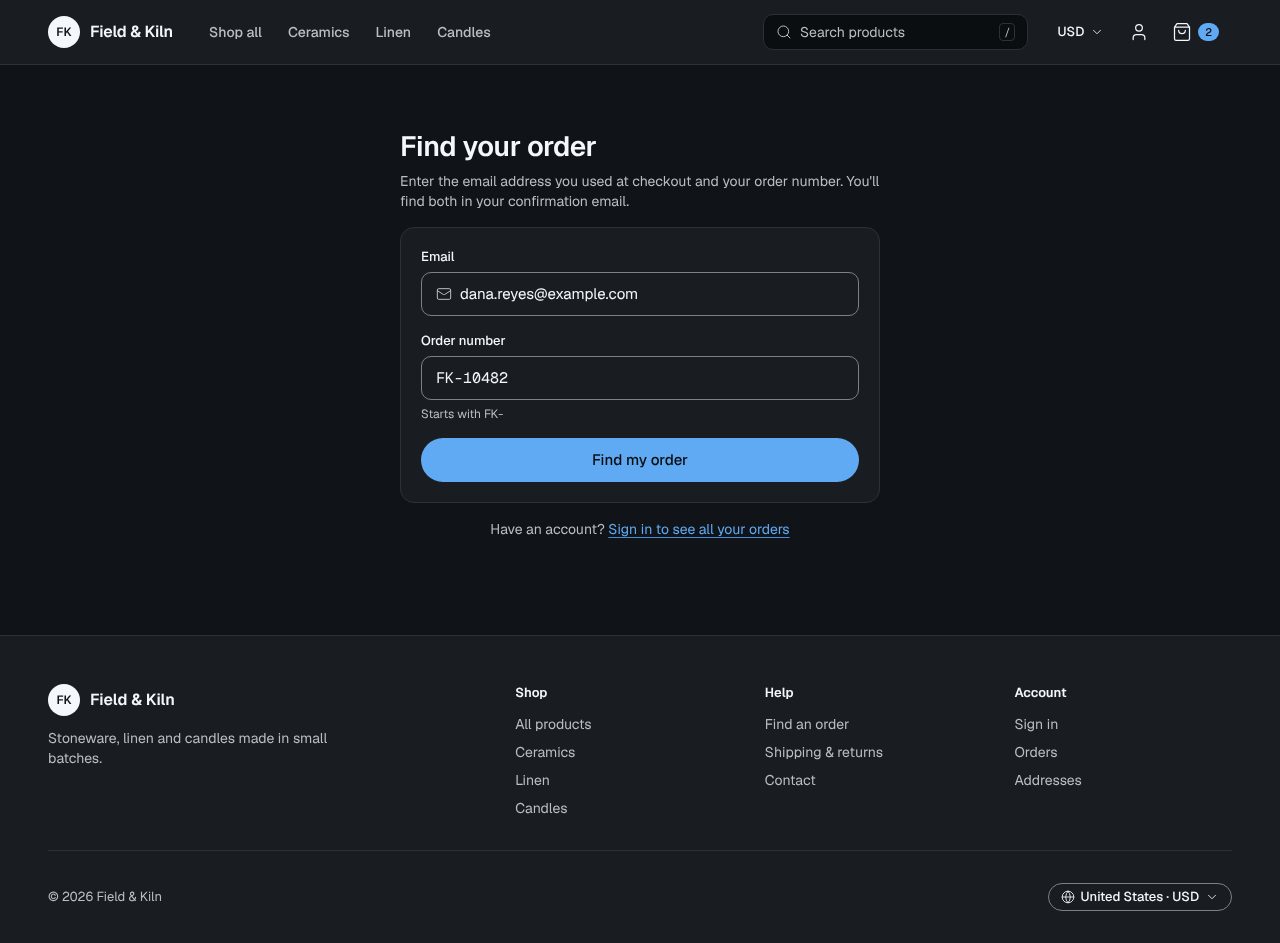 FK Field & Kiln Shop all Ceramics Linen Candles Search products / USD 2
Find your order
Enter the email address you used at checkout and your order number. You'll
find both in your confirmation email.
Email
dana.reyes@example.com
Order number
FK-10482
Starts with FK-
Find my order
Have an account? Sign in to see all your orders
FK Field & Kiln
Stoneware, linen and candles made in small
batches.
Shop
All products
Ceramics
Linen
Candles
Help
Find an order
Shipping & returns
Contact
Account
Sign in
Orders
Addresses
© 2026 Field & Kiln
United States · USD